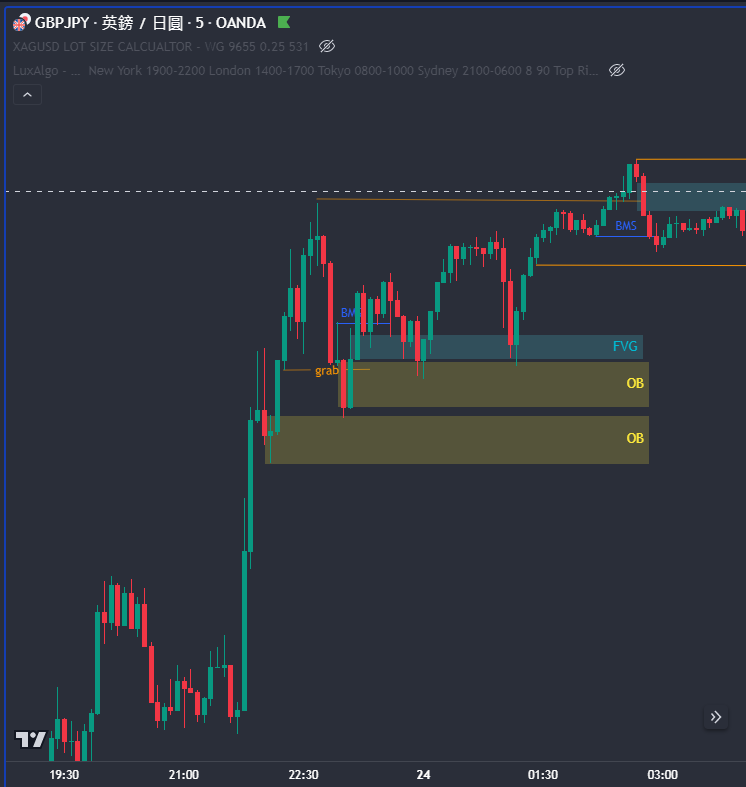 GBPJPY · 英鎊 / 日圓 · 5 · OANDA
XAGUSD LOT SIZE CALCUALTOR - WG 9655 0.25 531
LuxAlgo - ... New York 1900-2200 London 1400-1700 Tokyo 0800-1000 Sydney 2100-0600 8 90 Top Ri...
BMS
BMS
FVG
grab
OB
OB
19:30 21:00 22:30 24 01:30 03:00